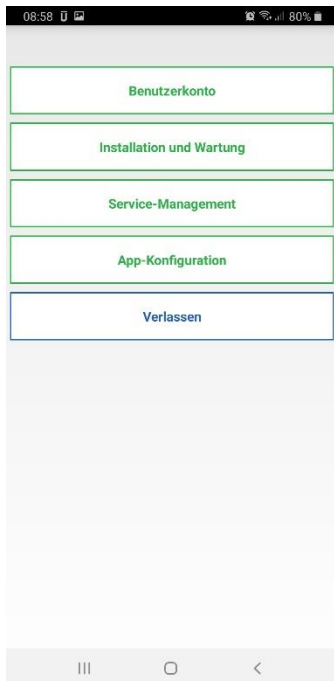 08:58 80%
Benutzerkonto
Installation und Wartung
Service-Management
App-Konfiguration
Verlassen